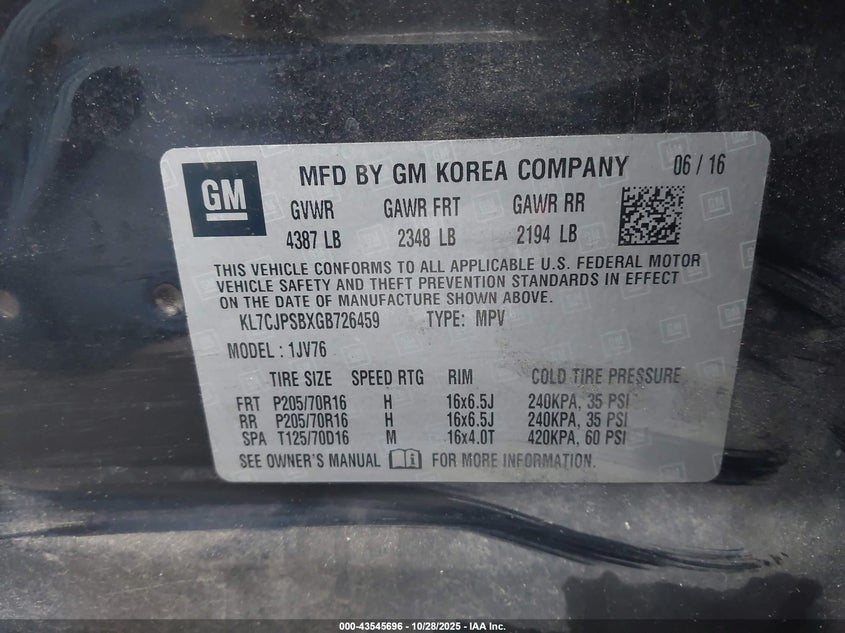 GM
MFD BY GM KOREA COMPANY 06 / 16
GVWR GAWR FRT GAWR RR
4387 LB 2348 LB 2194 LB
THIS VEHICLE CONFORMS TO ALL APPLICABLE U.S. FEDERAL MOTOR
VEHICLE SAFETY AND THEFT PREVENTION STANDARDS IN EFFECT
ON THE DATE OF MANUFACTURE SHOWN ABOVE.
KL7CJPSBXGB726459 TYPE: MPV
MODEL : 1JV76
TIRE SIZE SPEED RTG RIM COLD TIRE PRESSURE
FRT P205/70R16 H 16x6.5J 240KPA, 35 PSI
RR P205/70R16 H 16x6.5J 240KPA, 35 PSI
SPA T125/70D16 M 16x4.0T 420KPA, 60 PSI
SEE OWNER'S MANUAL FOR MORE INFORMATION.
000-43545696 - 10/28/2025 - IAA Inc.